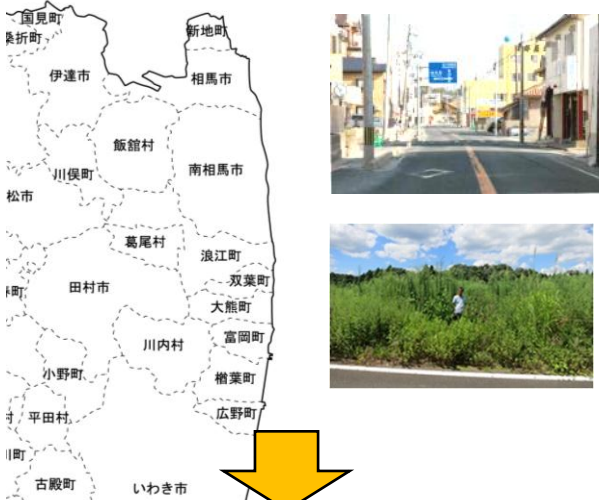 国見町
桑折町
新地町
伊達市
相馬市
飯舘村
川俣町
南相馬市
松市
葛尾村
浪江町
双葉町
田村市
大熊町
富岡町
川内村
小野町
楢葉町
平田村
広野町
古殿町
いわき市